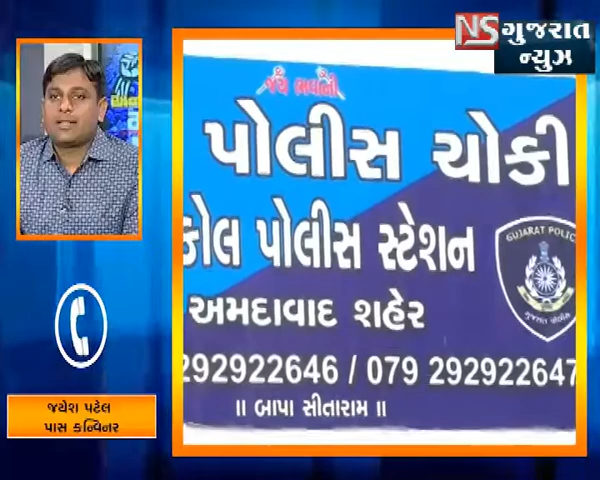 NS ગુજરાત
ન્યુઝ
જય ભવાની
પોલીસ ચોકી
કોલ પોલીસ સ્ટેશન
અમદાવાદ શહેર
292922646 / 079 292922647
॥ બાપા સીતારામ ॥
GUJARAT POLICE
ગુજરાત પોલીસ
જયેશ પટેલ
પાસ કન્વિનર